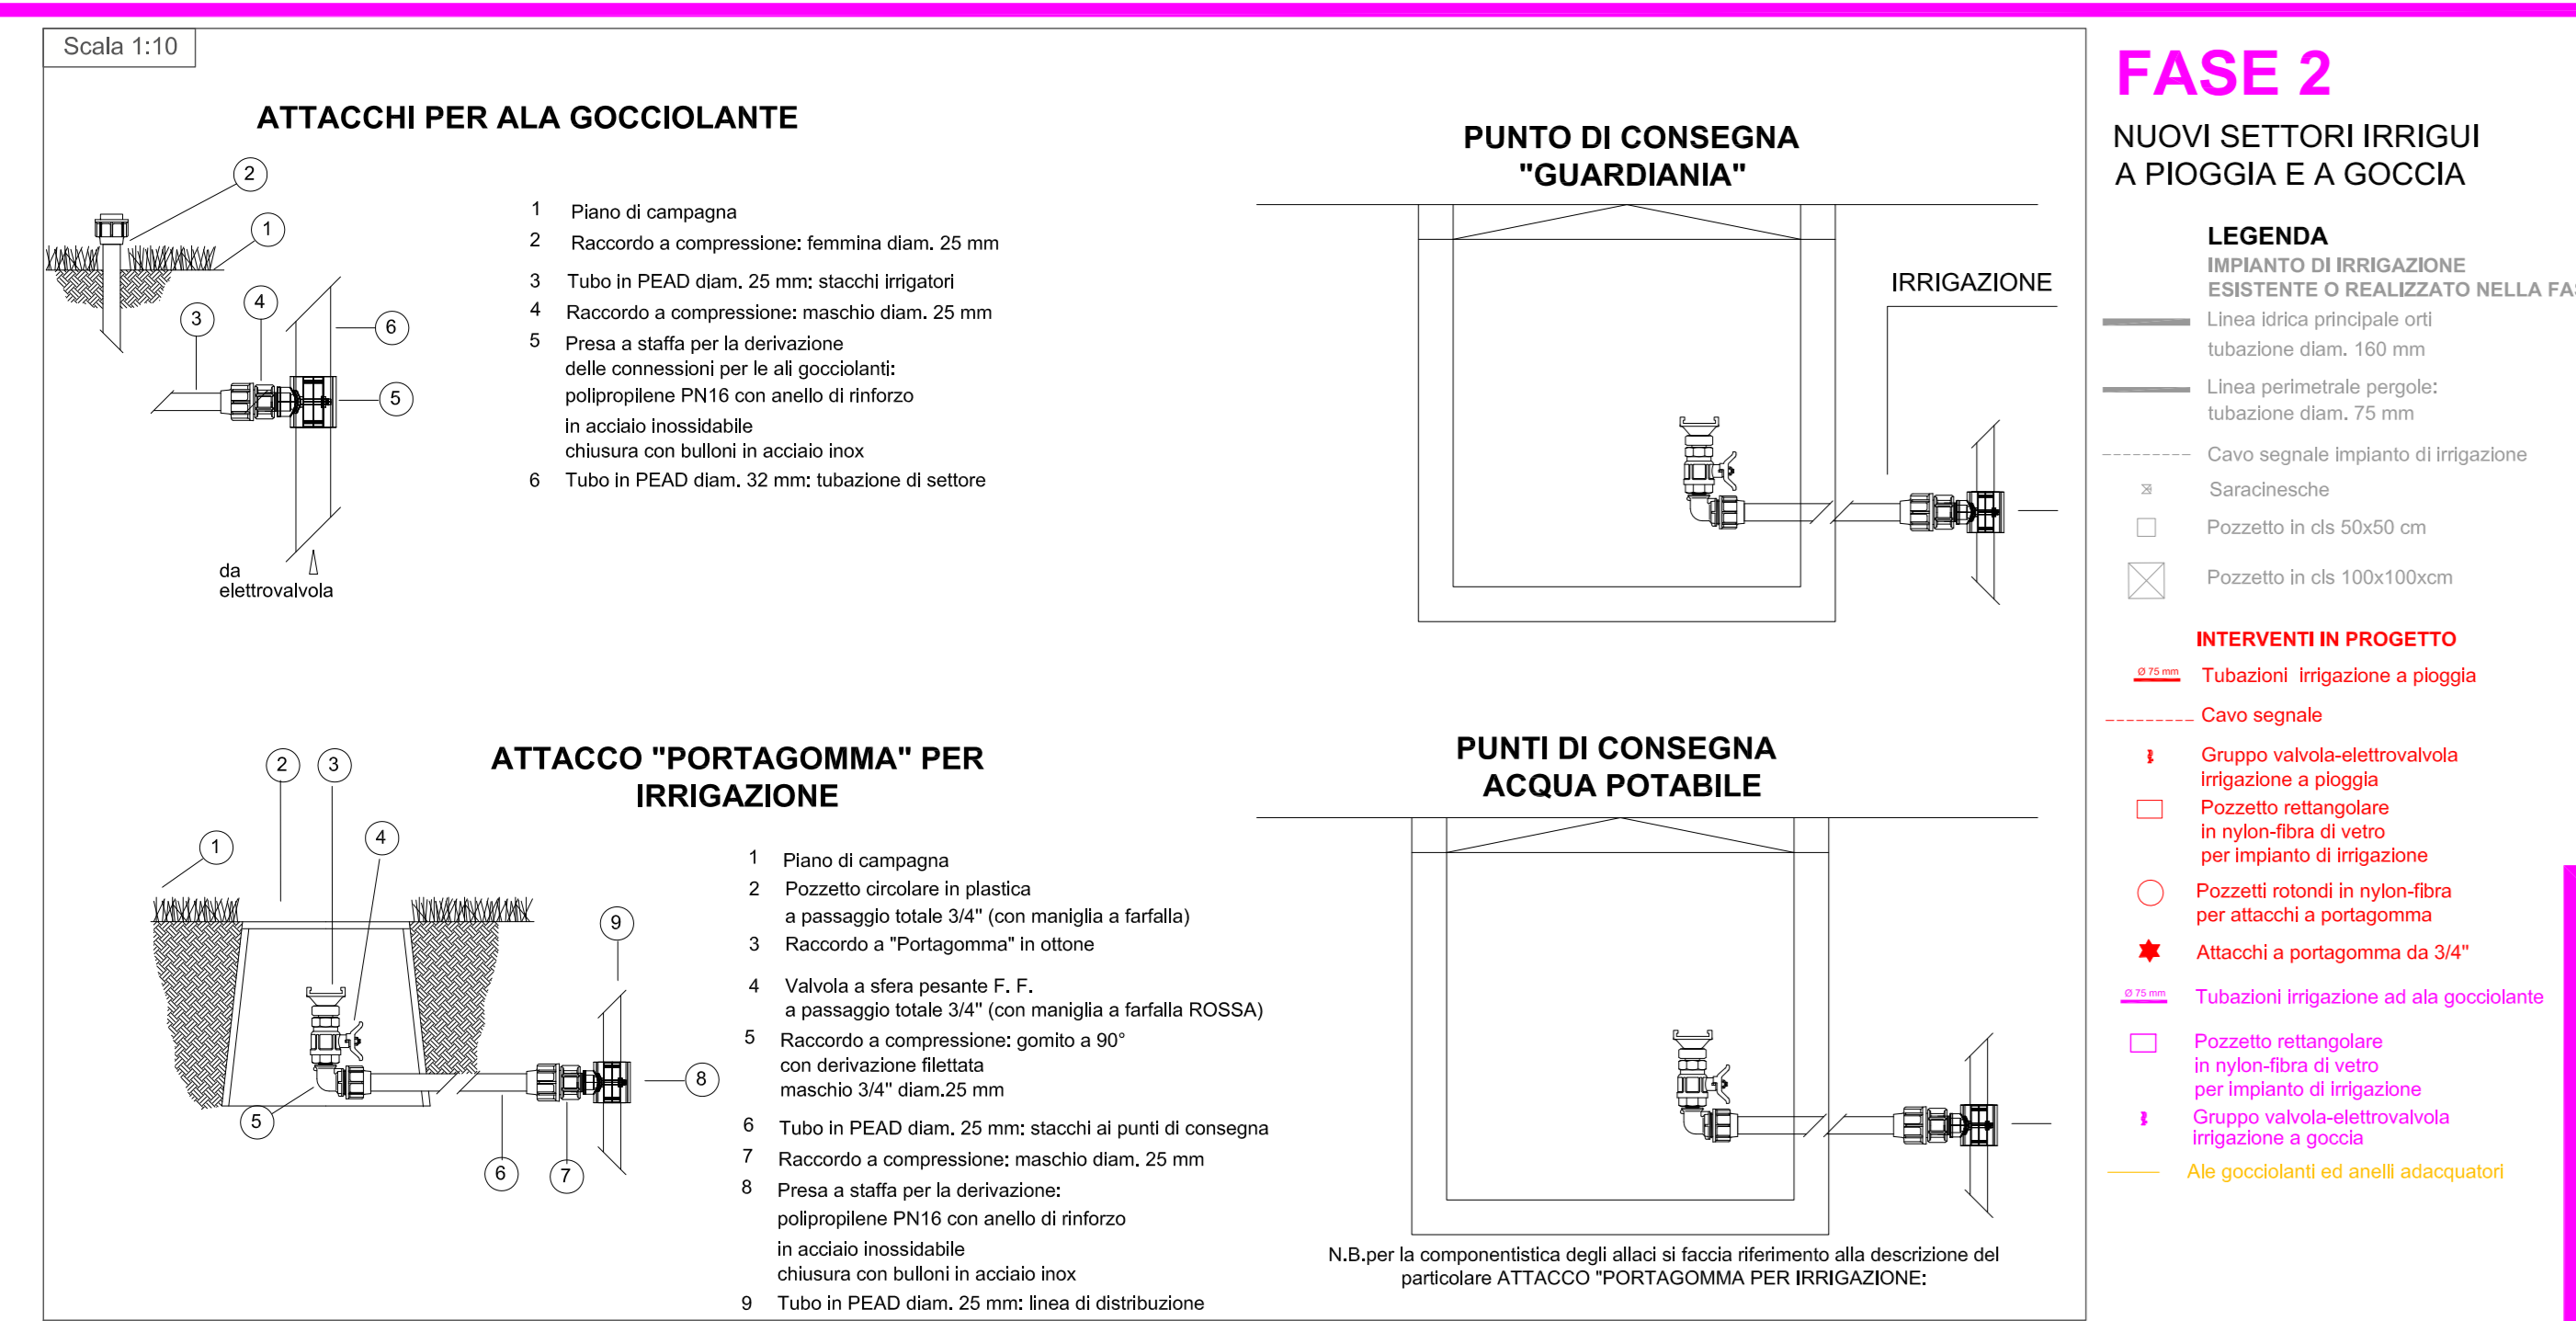 Scala 1:10
ATTACCHI PER ALA GOCCIOLANTE
2
1
3
4
6
5
da
elettrovalvola
1 Piano di campagna
2 Raccordo a compressione: femmina diam. 25 mm
3 Tubo in PEAD diam. 25 mm: stacchi irrigatori
4 Raccordo a compressione: maschio diam. 25 mm
5 Presa a staffa per la derivazione
delle connessioni per le ali gocciolanti:
polipropilene PN16 con anello di rinforzo
in acciaio inossidabile
chiusura con bulloni in acciaio inox
6 Tubo in PEAD diam. 32 mm: tubazione di settore
PUNTO DI CONSEGNA
"GUARDIANIA"
IRRIGAZIONE
ATTACCO "PORTAGOMMA" PER
IRRIGAZIONE
2
3
1
4
9
8
5
6
7
1 Piano di campagna
2 Pozzetto circolare in plastica
a passaggio totale 3/4" (con maniglia a farfalla)
3 Raccordo a "Portagomma" in ottone
4 Valvola a sfera pesante F. F.
a passaggio totale 3/4" (con maniglia a farfalla ROSSA)
5 Raccordo a compressione: gomito a 90°
con derivazione filettata
maschio 3/4" diam.25 mm
6 Tubo in PEAD diam. 25 mm: stacchi ai punti di consegna
7 Raccordo a compressione: maschio diam. 25 mm
8 Presa a staffa per la derivazione:
polipropilene PN16 con anello di rinforzo
in acciaio inossidabile
chiusura con bulloni in acciaio inox
9 Tubo in PEAD diam. 25 mm: linea di distribuzione
PUNTI DI CONSEGNA
ACQUA POTABILE
N.B.per la componentistica degli allaci si faccia riferimento alla descrizione del
particolare ATTACCO "PORTAGOMMA PER IRRIGAZIONE:
FASE 2
NUOVI SETTORI IRRIGUI
A PIOGGIA E A GOCCIA
LEGENDA
IMPIANTO DI IRRIGAZIONE
ESISTENTE O REALIZZATO NELLA
Linea idrica principale orti
tubazione diam. 160 mm
Linea perimetrale pergole:
tubazione diam. 75 mm
Cavo segnale impianto di irrigazione
Saracinesche
Pozzetto in cls 50x50 cm
Pozzetto in cls 100x100xcm
INTERVENTI IN PROGETTO
Ø 75 mm Tubazioni irrigazione a pioggia
Cavo segnale
Gruppo valvola-elettrovalvola
irrigazione a pioggia
Pozzetto rettangolare
in nylon-fibra di vetro
per impianto di irrigazione
Pozzetti rotondi in nylon-fibra
per attacchi a portagomma
Attacchi a portagomma da 3/4"
Ø 75 mm Tubazioni irrigazione ad ala gocciolante
Pozzetto rettangolare
in nylon-fibra di vetro
per impianto di irrigazione
Gruppo valvola-elettrovalvola
irrigazione a goccia
Ale gocciolanti ed anelli adacquatori